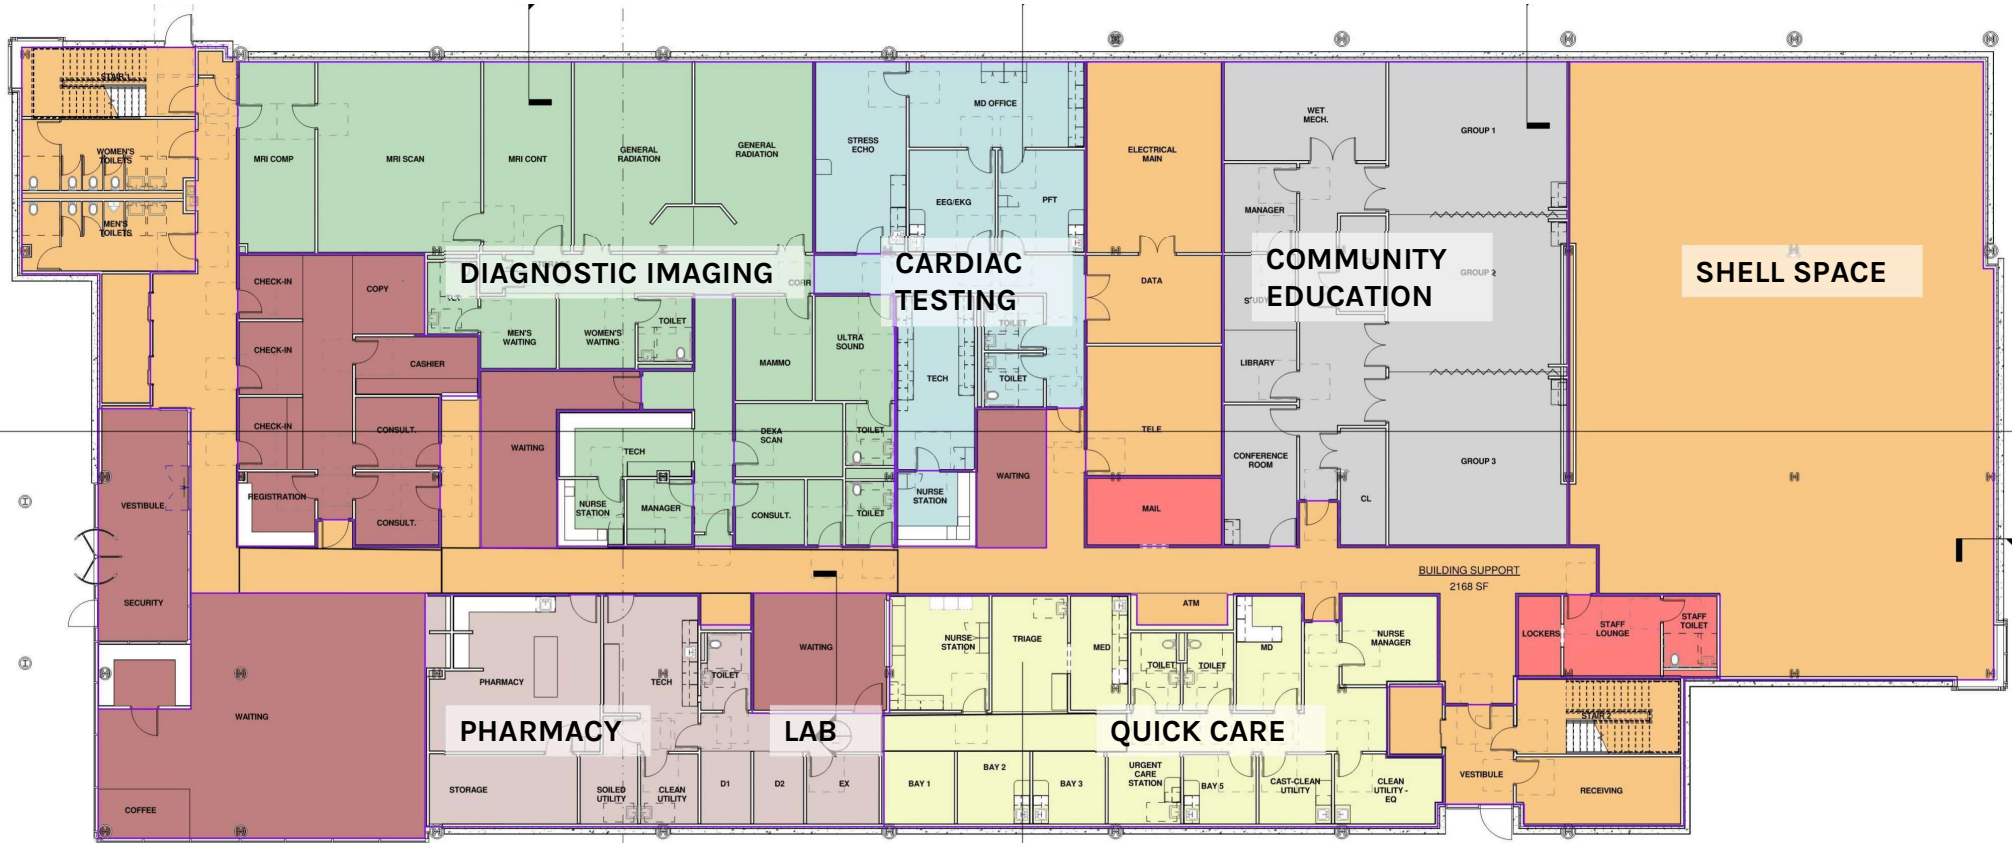 STAIR 1
WOMEN'S
TOILETS
MEN'S
TOILETS
MRI COMP
MRI SCAN
MRI CONT
GENERAL
RADIATION
GENERAL
RADIATION
STRESS
ECHO
MD OFFICE
EEG/EKG
PFT
ELECTRICAL
MAIN
WET
MECH.
GROUP 1
MANAGER
DIAGNOSTIC IMAGING
CARDIAC
TESTING
COMMUNITY
EDUCATION
SHELL SPACE
CHECK-IN
COPY
CORR
DATA
STUDY
GROUP 2
MEN'S
WAITING
WOMEN'S
WAITING
TOILET
MAMMO
ULTRA
SOUND
TOILET
CHECK-IN
CASHIER
TECH
TOILET
LIBRARY
CHECK-IN
CONSULT.
WAITING
TECH
DEXA
SCAN
TOILET
TELE
CONFERENCE
ROOM
GROUP 3
VESTIBULE
REGISTRATION
CONSULT.
NURSE
STATION
MANAGER
CONSULT.
TOILET
NURSE
STATION
WAITING
MAIL
CL
BUILDING SUPPORT
2168 SF
SECURITY
WAITING
PHARMACY
TECH
TOILET
WAITING
NURSE
STATION
TRIAGE
MED
ATM
TOILET
TOILET
MD
NURSE
MANAGER
LOCKERS
STAFF
LOUNGE
STAFF
TOILET
PHARMACY
LAB
QUICK CARE
STAIR 2
COFFEE
STORAGE
SOILED
UTILITY
CLEAN
UTILITY
D1
D2
EX
BAY 1
BAY 2
BAY 3
URGENT
CARE
STATION
BAY 5
CAST-CLEAN
UTILITY
CLEAN
UTILITY -
EQ
VESTIBULE
RECEIVING